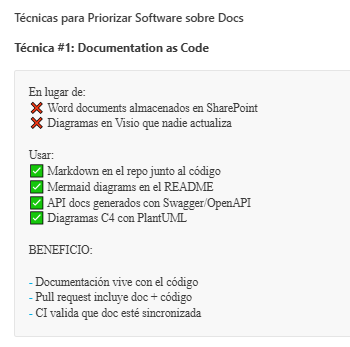 Técnicas para Priorizar Software sobre Docs
Técnica #1: Documentation as Code
En lugar de:
❌ Word documents almacenados en SharePoint
❌ Diagramas en Visio que nadie actualiza
Usar:
✅ Markdown en el repo junto al código
✅ Mermaid diagrams en el README
✅ API docs generados con Swagger/OpenAPI
✅ Diagramas C4 con PlantUML
BENEFICIO:
- Documentación vive con el código
- Pull request incluye doc + código
- CI valida que doc esté sincronizada